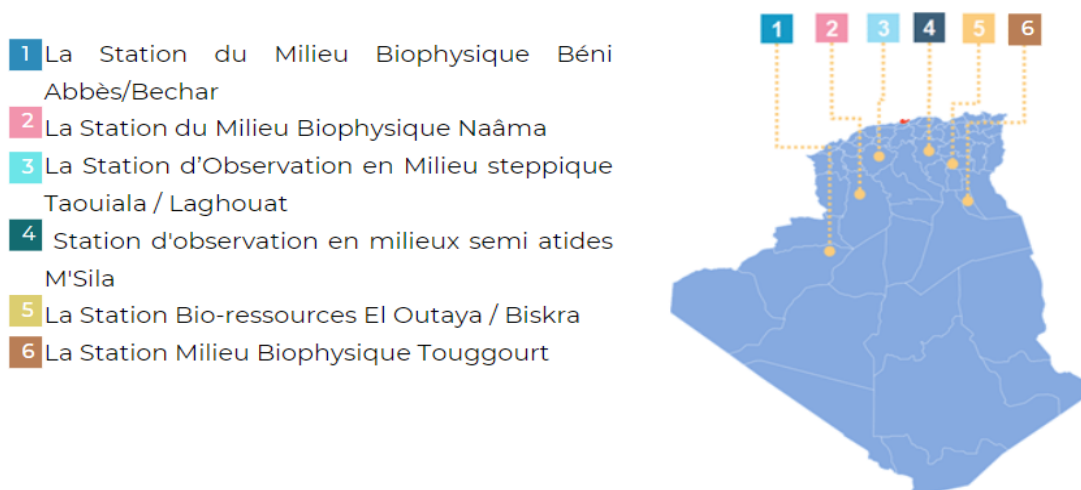 1 2 3 4 5 6
1 La Station du Milieu Biophysique Béni
Abbès/Bechar
2 La Station du Milieu Biophysique Naâma
3 La Station d’Observation en Milieu steppique
Taouiala / Laghouat
4 Station d'observation en milieux semi atides
M'Sila
5 La Station Bio-ressources El Outaya / Biskra
6 La Station Milieu Biophysique Touggourt